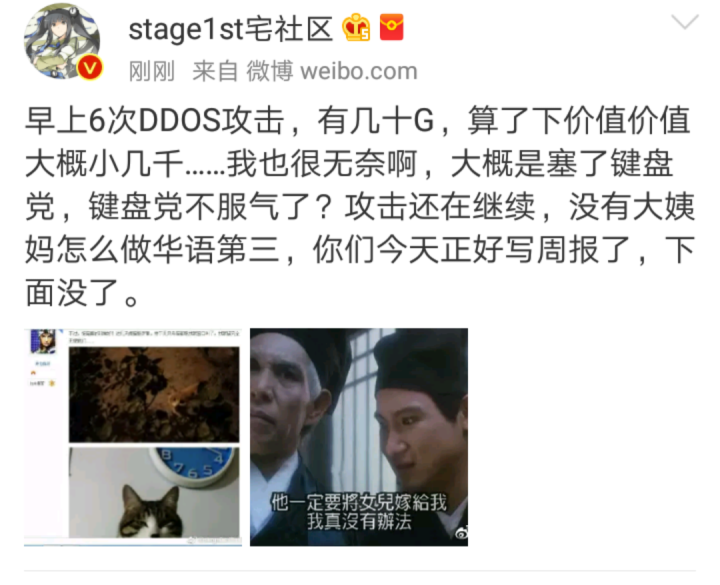 stage1st宅社区
刚刚 来自 微博 weibo.com
早上6次DDOS攻击，有几十G，算了下价值价值
大概小几千......我也很无奈啊，大概是塞了键盘
党，键盘党不服气了？攻击还在继续，没有大姨
妈怎么做华语第三，你们今天正好写周报了，下
面没了。
他一定要將女兒嫁給我
我真沒有辦法